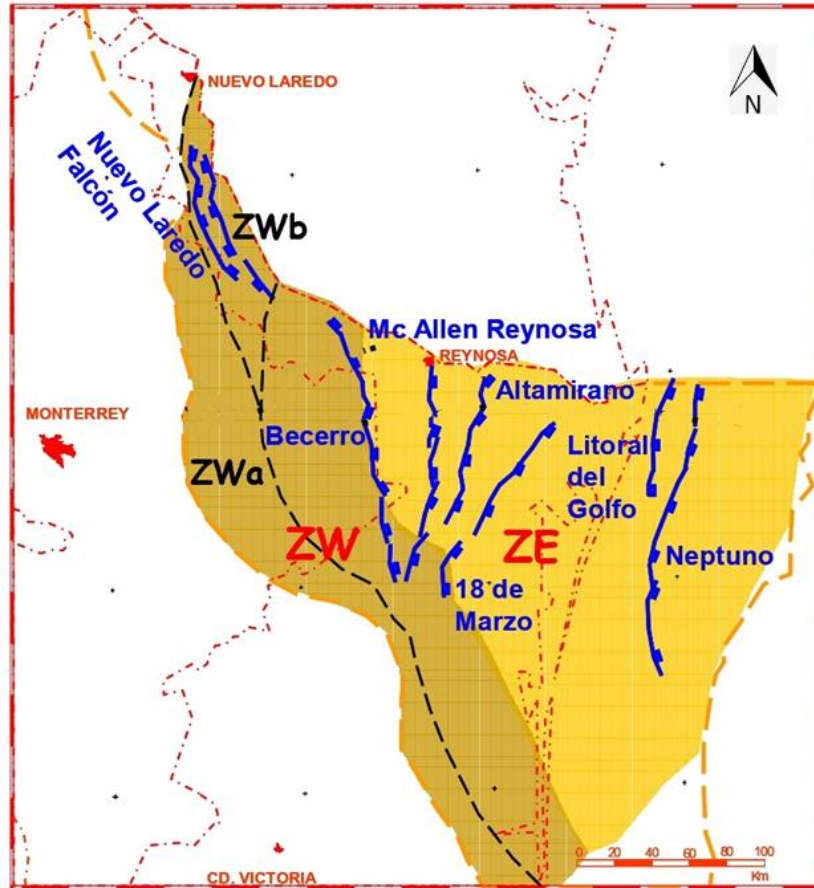 NUEVO LAREDO
N
Nuevo Laredo
Falcón
ZWb
Mc Allen Reynosa
REYNOSA
Altamirano
MONTERREY
Becerro
Litoral
del
Golfo
ZWa
ZW
ZE
Neptuno
18 de
Marzo
0 20 40 60 80 100
Km
CD. VICTORIA